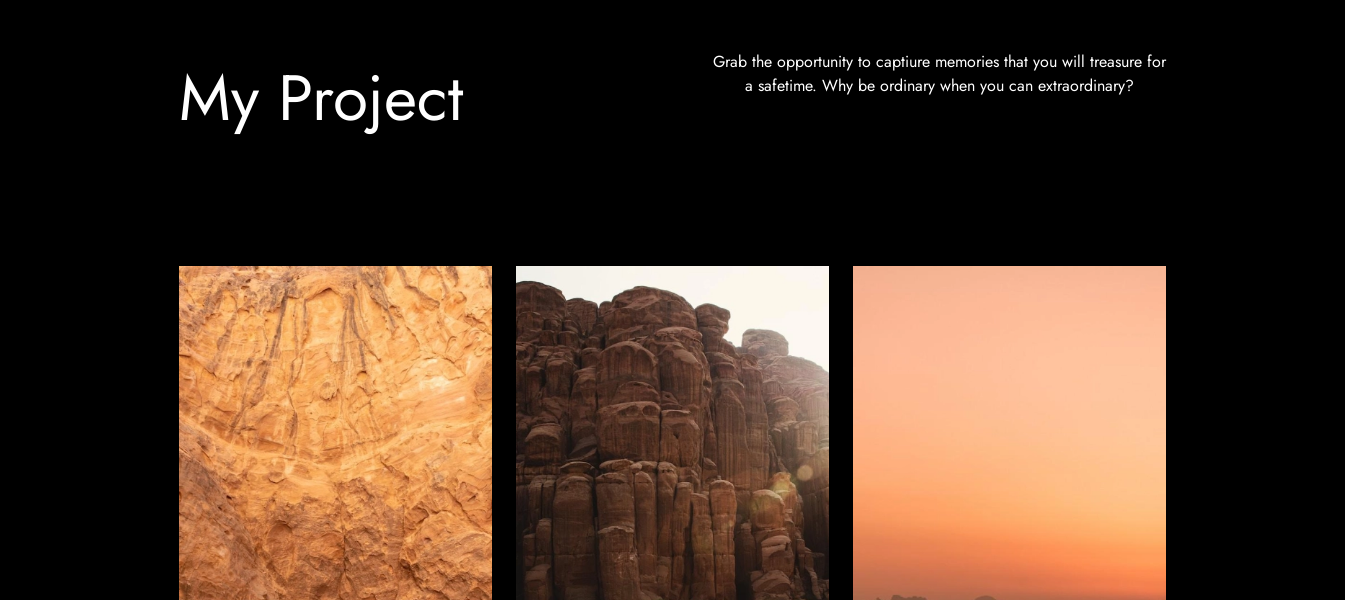 My Project
Grab the opportunity to captiure memories that you will treasure for
a safetime. Why be ordinary when you can extraordinary?